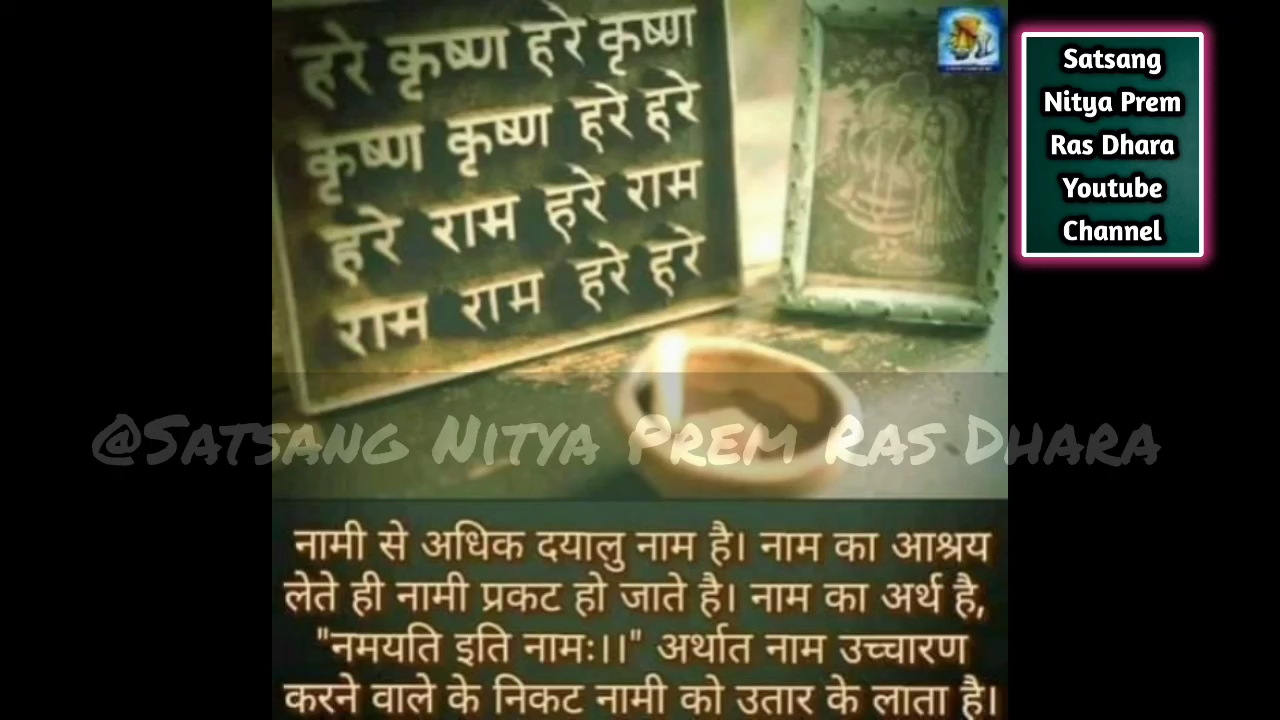 हरे कृष्ण हरे कृष्ण
कृष्ण कृष्ण हरे हरे
हरे राम हरे राम
राम राम हरे हरे
Satsang
Nitya Prem
Ras Dhara
Youtube
Channel
@Satsang Nitya Prem Ras Dhara
नामी से अधिक दयालु नाम है। नाम का आश्रय
लेते ही नामी प्रकट हो जाते है। नाम का अर्थ है,
"नमयति इति नामः।।" अर्थात नाम उच्चारण
करने वाले के निकट नामी को उतार के लाता है।